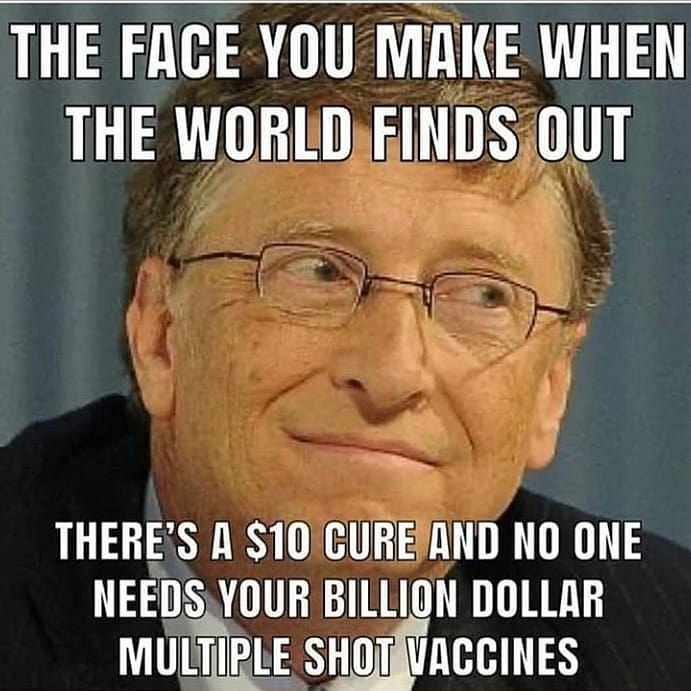 THE FACE YOU MAKE WHEN
THE WORLD FINDS OUT
THERE'S A $10 CURE AND NO ONE
NEEDS YOUR BILLION DOLLAR
MULTIPLE SHOT VACCINES